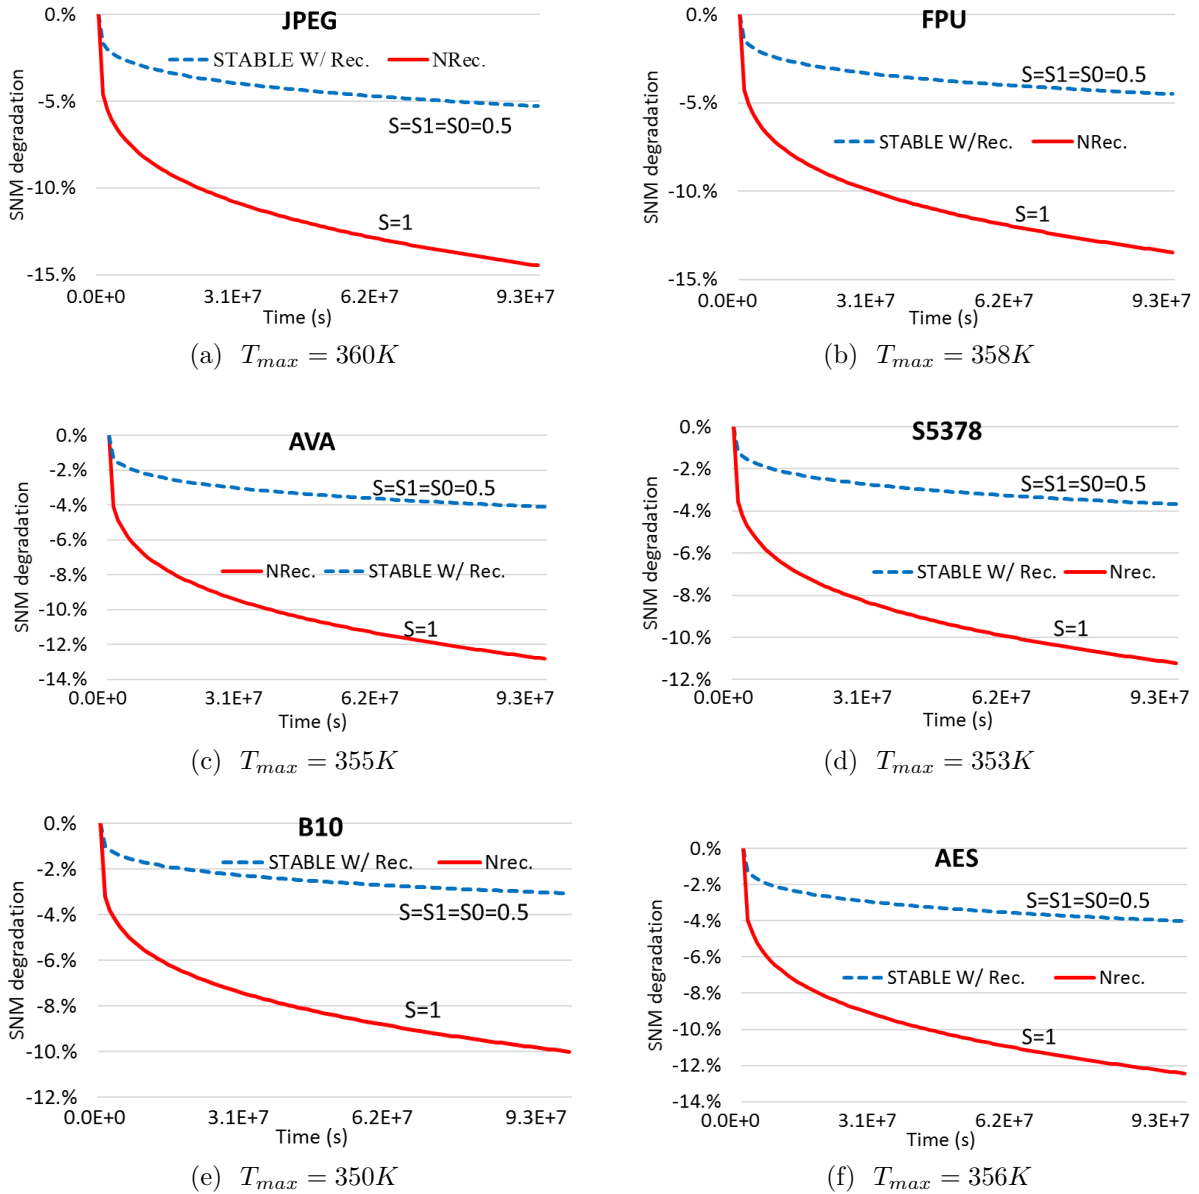 JPEG
STABLE W/ Rec. NRec.
SNM degradation
0.%
-5.%
-10.%
-15.%
S=S1=S0=0.5
S=1
0.0E+0 3.1E+7 6.2E+7 9.3E+7
Time (s)
(a) Tmax = 360K
FPU
SNM degradation
0.%
-5.%
-10.%
-15.%
S=S1=S0=0.5
STABLE W/Rec. NRec.
S=1
0.0E+0 3.1E+7 6.2E+7 9.3E+7
Time (s)
(b) Tmax = 358K
AVA
SNM degradation
0.%
-2.%
-4.%
-6.%
-8.%
-10.%
-12.%
-14.%
S=S1=S0=0.5
NRec. STABLE W/ Rec.
S=1
0.0E+0 3.1E+7 6.2E+7 9.3E+7
Time (s)
(c) Tmax = 355K
S5378
SNM degradation
0.%
-2.%
-4.%
-6.%
-8.%
-10.%
-12.%
S=S1=S0=0.5
STABLE W/ Rec. Nrec.
S=1
0.0E+0 3.1E+7 6.2E+7 9.3E+7
Time (s)
(d) Tmax = 353K
B10
STABLE W/ Rec. Nrec.
SNM degradation
0.%
-2.%
-4.%
-6.%
-8.%
-10.%
-12.%
S=S1=S0=0.5
S=1
0.0E+0 3.1E+7 6.2E+7 9.3E+7
Time (s)
(e) Tmax = 350K
AES
SNM degradation
0.%
-2.%
-4.%
-6.%
-8.%
-10.%
-12.%
-14.%
S=S1=S0=0.5
STABLE W/ Rec. Nrec.
S=1
0.0E+0 3.1E+7 6.2E+7 9.3E+7
Time (s)
(f) Tmax = 356K